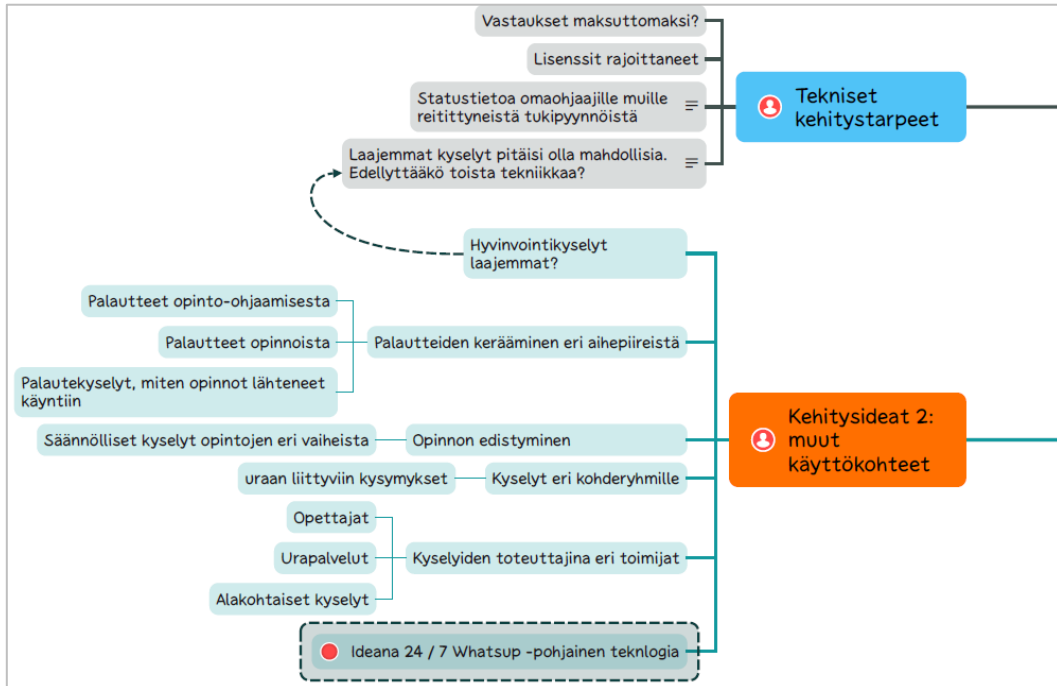 Vastaukset maksuttomaksi?
Lisenssit rajoittaneet
Statustietoa omaohjaajille muille
reitittyneistä tukipyynnöistä
Laajemmat kyselyt pitäisi olla mahdollisia.
Edellyttääkö toista tekniikkaa?
Tekniset
kehitystarpeet
Hyvinvointikyselyt
laajemmat?
Palautteet opinto-ohjaamisesta
Palautteet opinnoista
Palautekyselyt, miten opinnot lähteneet
käyntiin
Palautteiden kerääminen eri aihepiireistä
Säännölliset kyselyt opintojen eri vaiheista
Opinnon edistyminen
uraan liittyviin kysymykset
Kyselyt eri kohderyhmille
Opettajat
Urapalvelut
Alakohtaiset kyselyt
Kyselyiden toteuttajina eri toimijat
Ideana 24 / 7 Whatsup -pohjainen teknlogia
Kehitysideat 2:
muut
käyttökohteet